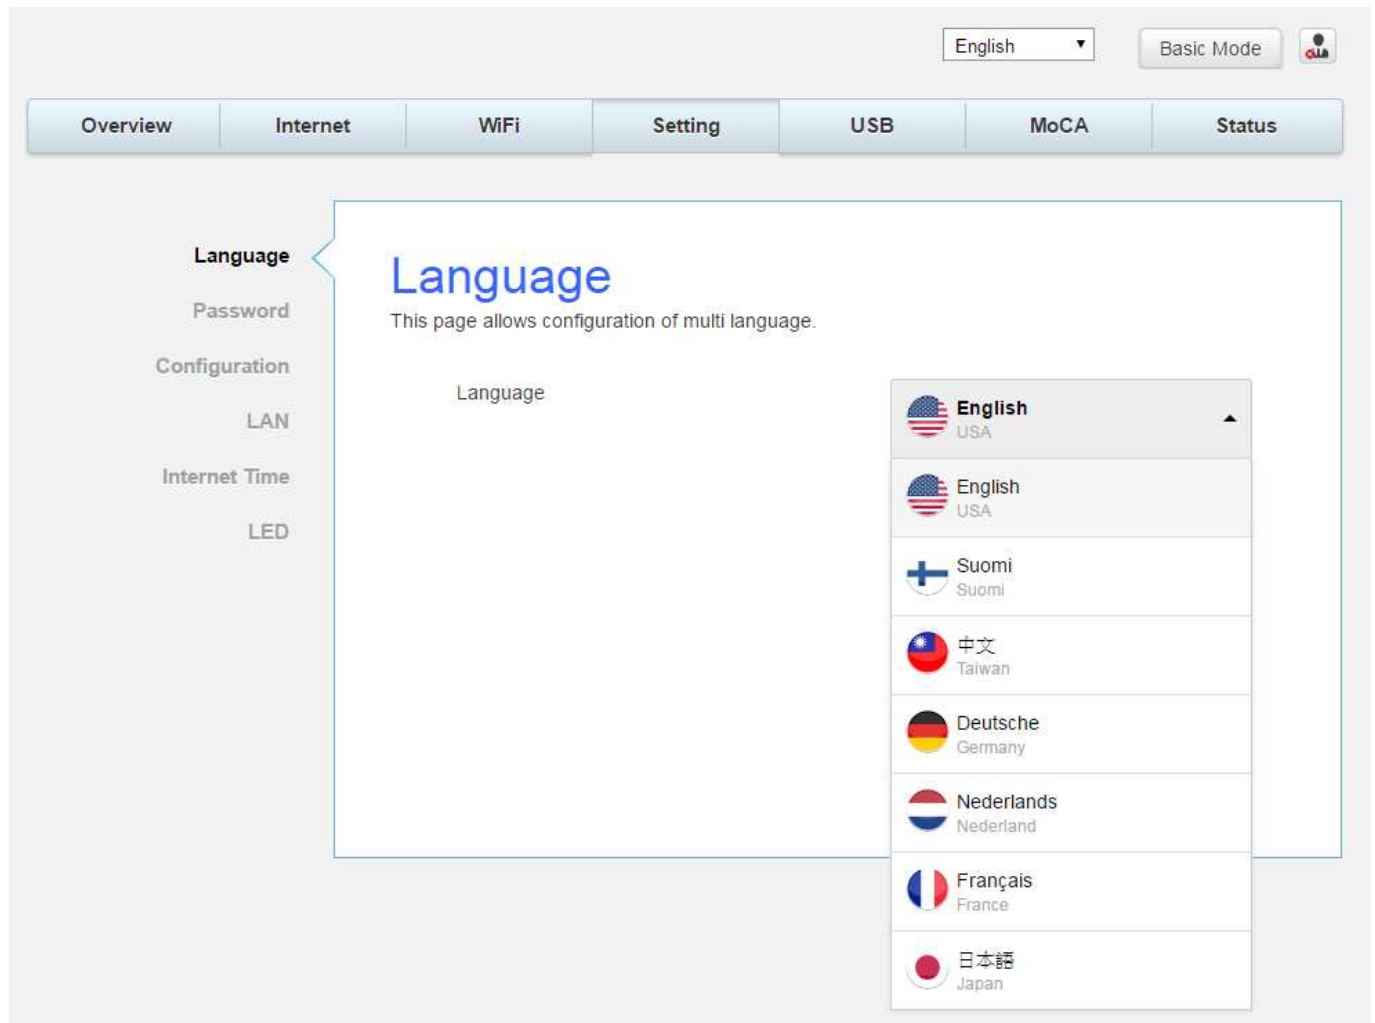 English
Basic Mode
Overview
Internet
WiFi
Setting
USB
MoCA
Status
Language
Password
Configuration
LAN
Internet Time
LED
Language
This page allows configuration of multi language.
Language
English
USA
English
USA
Suomi
Suomi
中文
Taiwan
Deutsche
Germany
Nederlands
Nederland
Français
France
日本語
Japan